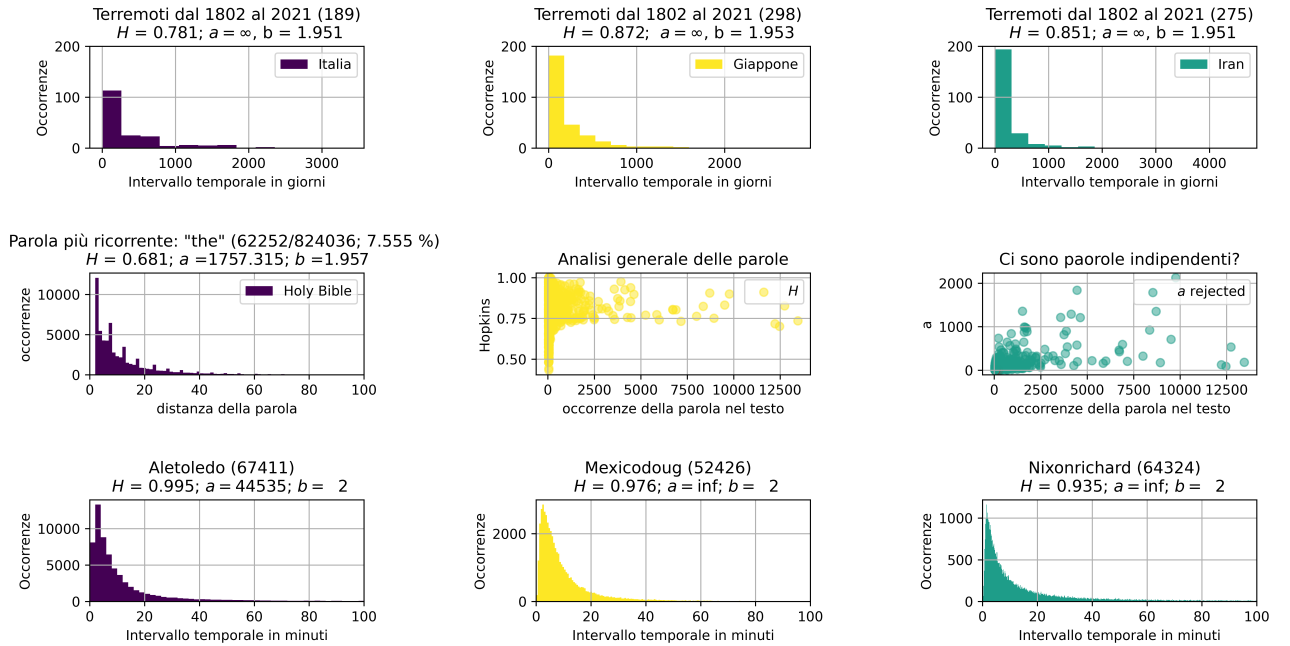 Terremoti dal 1802 al 2021 (189)
H = 0.781; a = ∞, b = 1.951
200
100
0
Occorrenze
Italia
0 1000 2000 3000
Intervallo temporale in giorni
Terremoti dal 1802 al 2021 (298)
H = 0.872; a = ∞, b = 1.953
200
100
0
Occorrenze
Giappone
0 1000 2000
Intervallo temporale in giorni
Terremoti dal 1802 al 2021 (275)
H = 0.851; a = ∞, b = 1.951
200
100
0
Occorrenze
Iran
0 1000 2000 3000 4000
Intervallo temporale in giorni
Parola più ricorrente: "the" (62252/824036; 7.555 %)
H = 0.681; a =1757.315; b =1.957
10000
5000
0
occorrenze
Holy Bible
0 20 40 60 80 100
distanza della parola
Analisi generale delle parole
1.00
0.75
0.50
Hopkins
H
0 2500 5000 7500 10000 12500
occorrenze della parola nel testo
Ci sono paorole indipendenti?
2000
1000
0
a
a rejected
0 2500 5000 7500 10000 12500
occorrenze della parola nel testo
Aletoledo (67411)
H = 0.995; a = 44535; b = 2
10000
5000
0
Occorrenze
0 20 40 60 80 100
Intervallo temporale in minuti
Mexicodoug (52426)
H = 0.976; a = inf; b = 2
2000
0
Occorrenze
0 20 40 60 80 100
Intervallo temporale in minuti
Nixonrichard (64324)
H = 0.935; a = inf; b = 2
1000
500
0
Occorrenze
0 20 40 60 80 100
Intervallo temporale in minuti